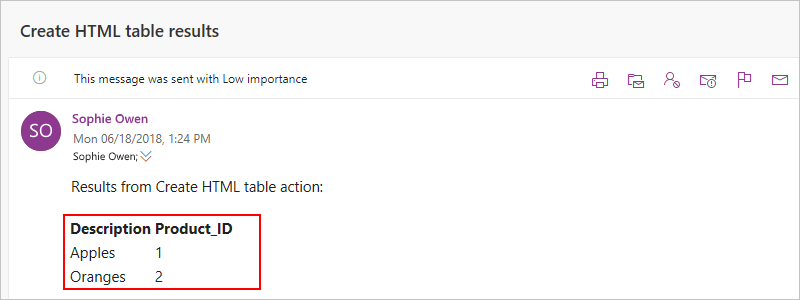 Create HTML table results
This message was sent with Low importance
SO
Sophie Owen
Mon 06/18/2018, 1:24 PM
Sophie Owen;
Results from Create HTML table action:
Description Product_ID
Apples 1
Oranges 2